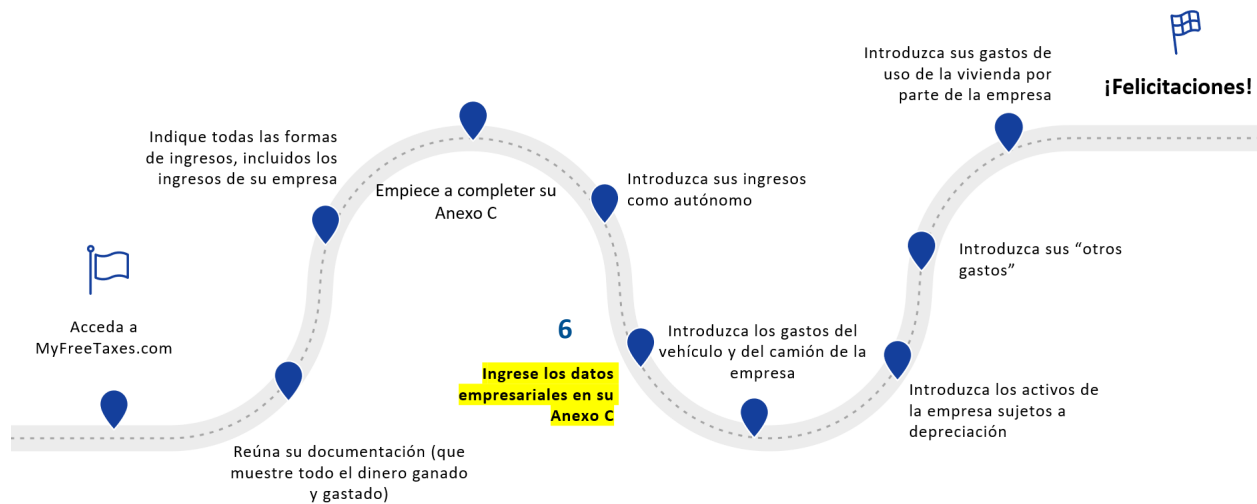 Acceda a
MyFreeTaxes.com
Reúna su documentación (que
muestre todo el dinero ganado
y gastado)
Indique todas las formas
de ingresos, incluidos los
ingresos de su empresa
Empiece a completer su
Anexo C
Introduzca sus ingresos
como autónomo
6
Ingrese los datos
empresariales en su
Anexo C
Introduzca los gastos del
vehículo y del camión de la
empresa
Introduzca los activos de
la empresa sujetos a
depreciación
Introduzca sus “otros
gastos”
Introduzca sus gastos de
uso de la vivienda por
parte de la empresa
¡Felicitaciones!